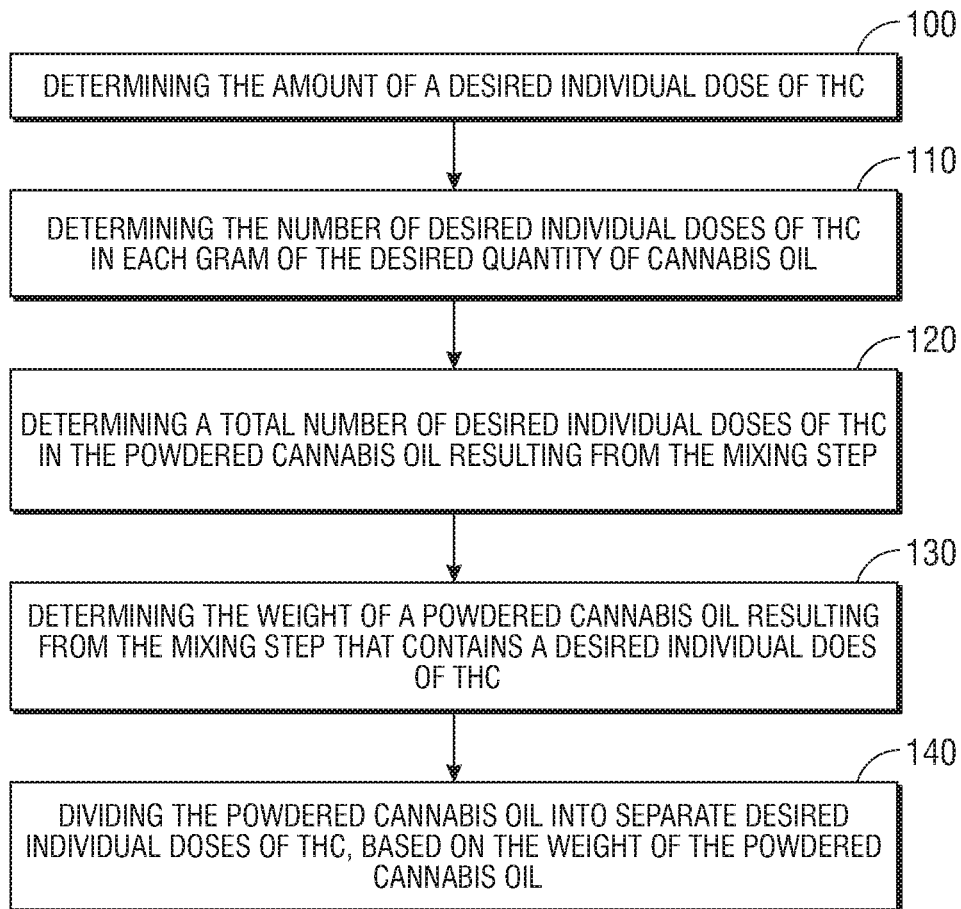 100
DETERMINING THE AMOUNT OF A DESIRED INDIVIDUAL DOSE OF THC
110
DETERMINING THE NUMBER OF DESIRED INDIVIDUAL DOSES OF THC
IN EACH GRAM OF THE DESIRED QUANTITY OF CANNABIS OIL
120
DETERMINING A TOTAL NUMBER OF DESIRED INDIVIDUAL DOSES OF THC
IN THE POWDERED CANNABIS OIL RESULTING FROM THE MIXING STEP
130
DETERMINING THE WEIGHT OF A POWDERED CANNABIS OIL RESULTING
FROM THE MIXING STEP THAT CONTAINS A DESIRED INDIVIDUAL DOES
OF THC
140
DIVIDING THE POWDERED CANNABIS OIL INTO SEPARATE DESIRED
INDIVIDUAL DOSES OF THC, BASED ON THE WEIGHT OF THE POWDERED
CANNABIS OIL